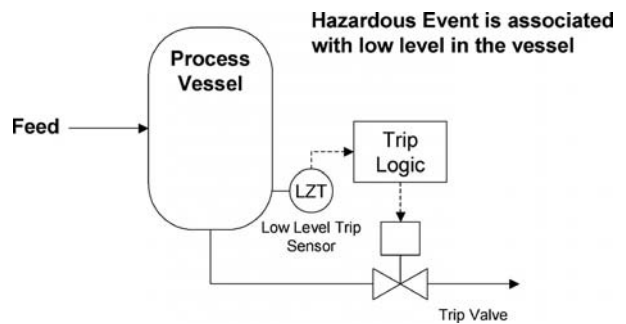 Hazardous Event is associated
with low level in the vessel
Process
Vessel
Feed
Trip
Logic
LZT
Low Level Trip
Sensor
Trip Valve